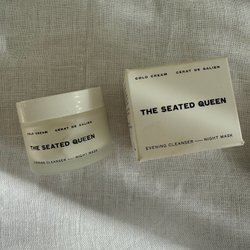 COLD CREAM CERAT DE GALIEN
THE SEATED QUEEN
EVENING CLEANSER NIGHT MASK
COLD CREAM CERAT DE GALIEN
THE SEATED QUEEN
EVENING CLEANSER NIGHT MASK